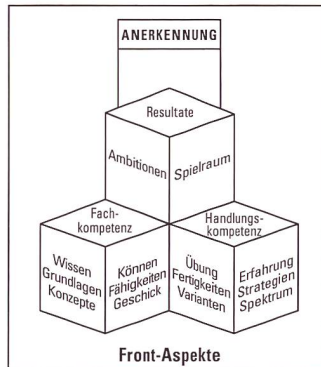 ANERKENNUNG
Resultate
Ambitionen
Spielraum
Fach-
kompetenz
Handlungs-
kompetenz
Wissen
Grundlagen
Konzepte
Können
Fähigkeiten
Geschick
Übung
Fertigkeiten
Varianten
Erfahrung
Strategien
Spektrum
Front-Aspekte